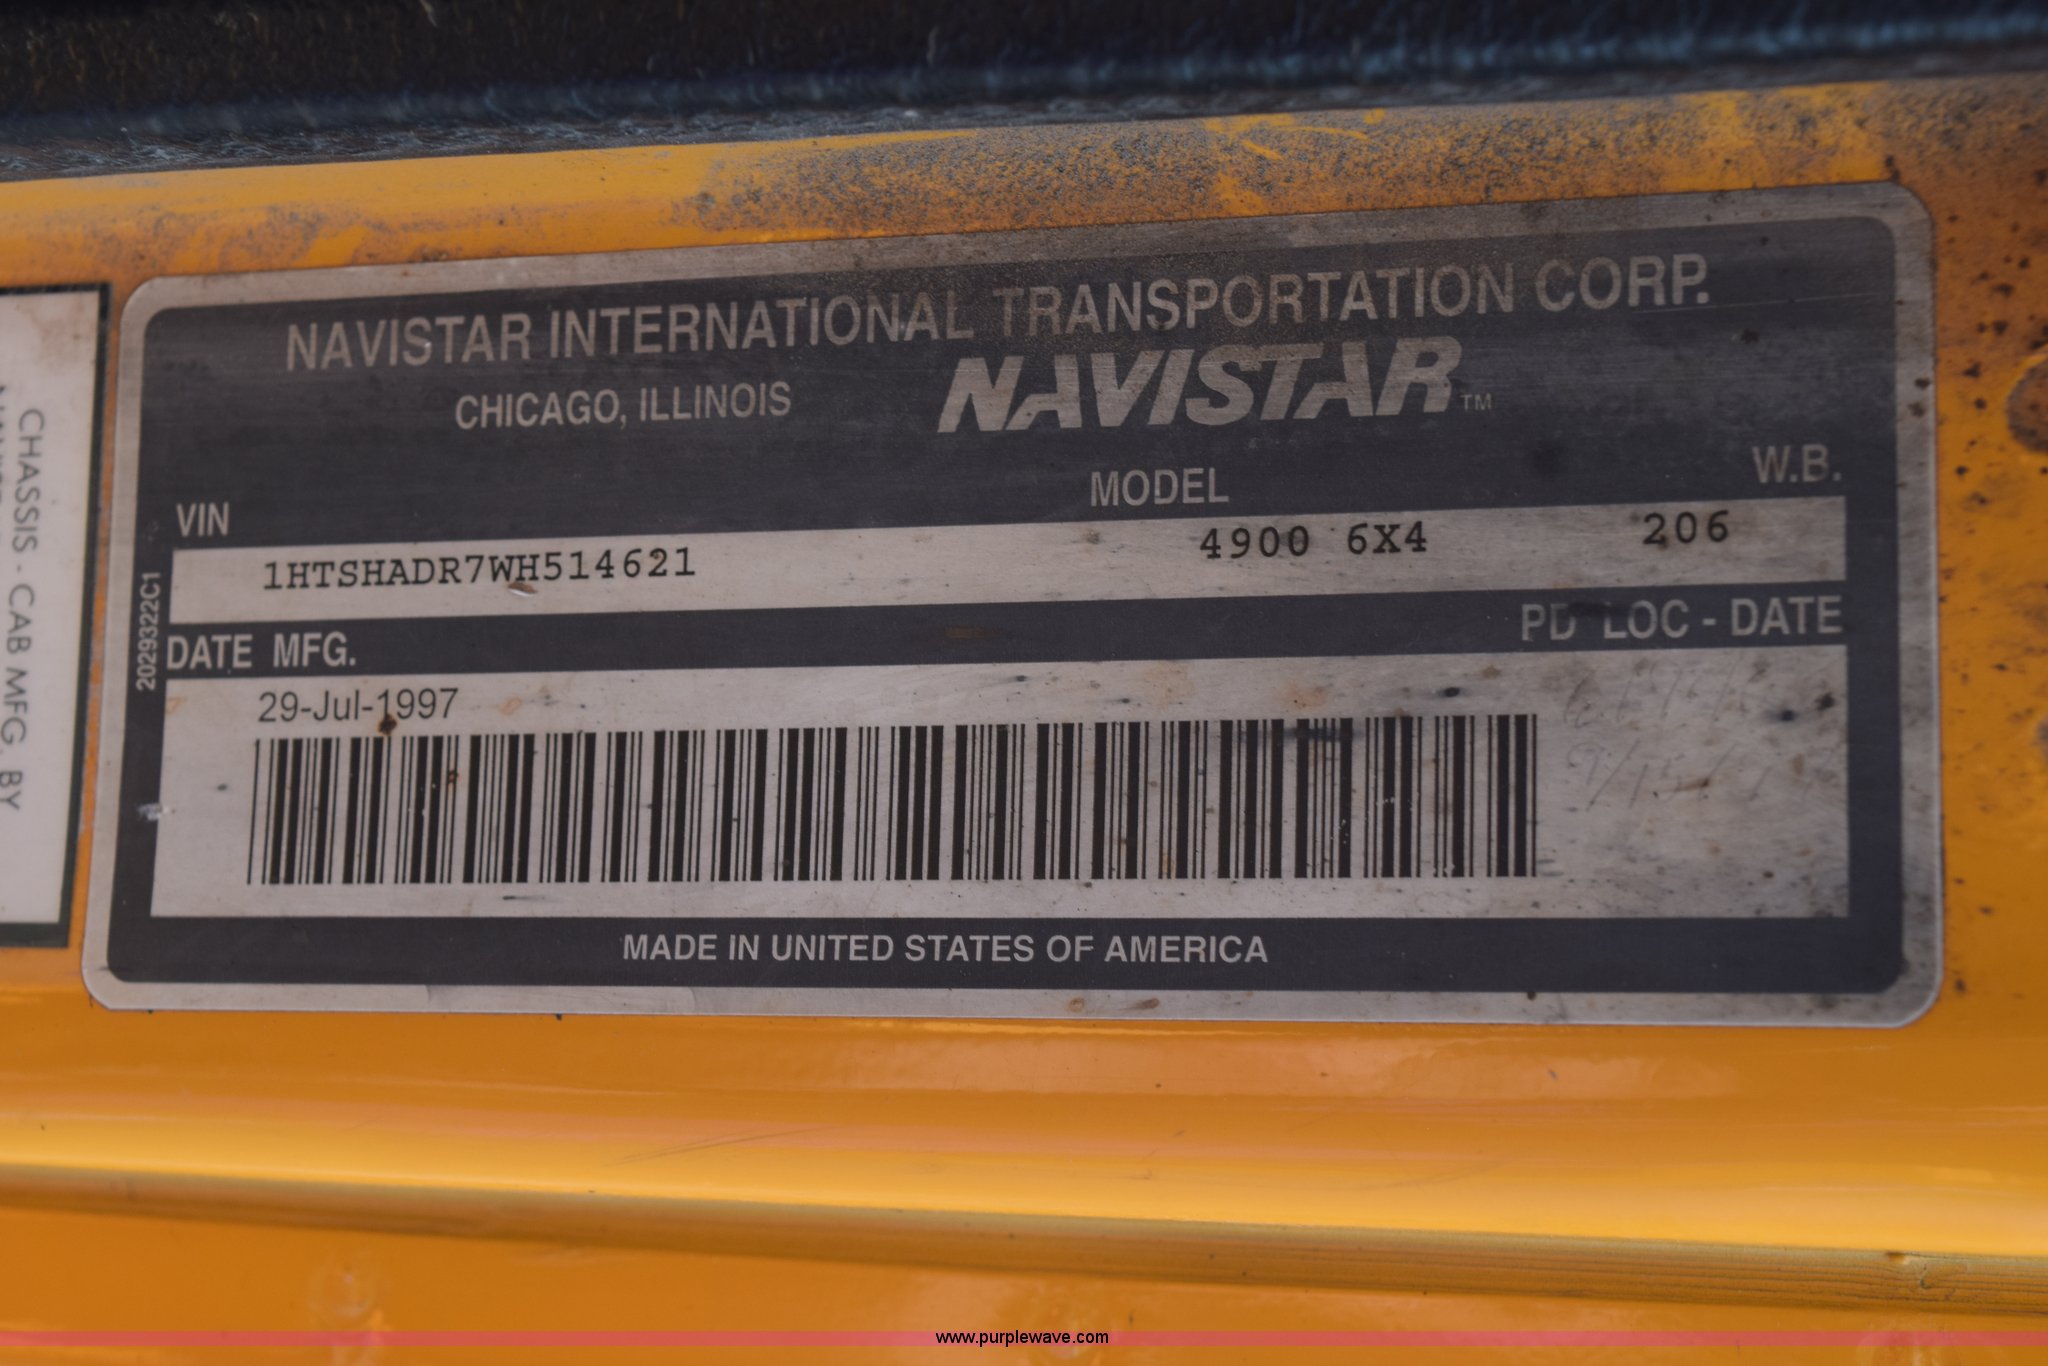 NAVISTAR INTERNATIONAL TRANSPORTATION CORP.
CHICAGO, ILLINOIS
NAVISTAR™
VIN
MODEL
W.B.
1HTSHADR7WH514621
4900 6X4
206
DATE MFG.
PD LOC - DATE
29-Jul-1997
2029322C1
MADE IN UNITED STATES OF AMERICA
CHASSIS - CAB MFG. BY
www.purplewave.com